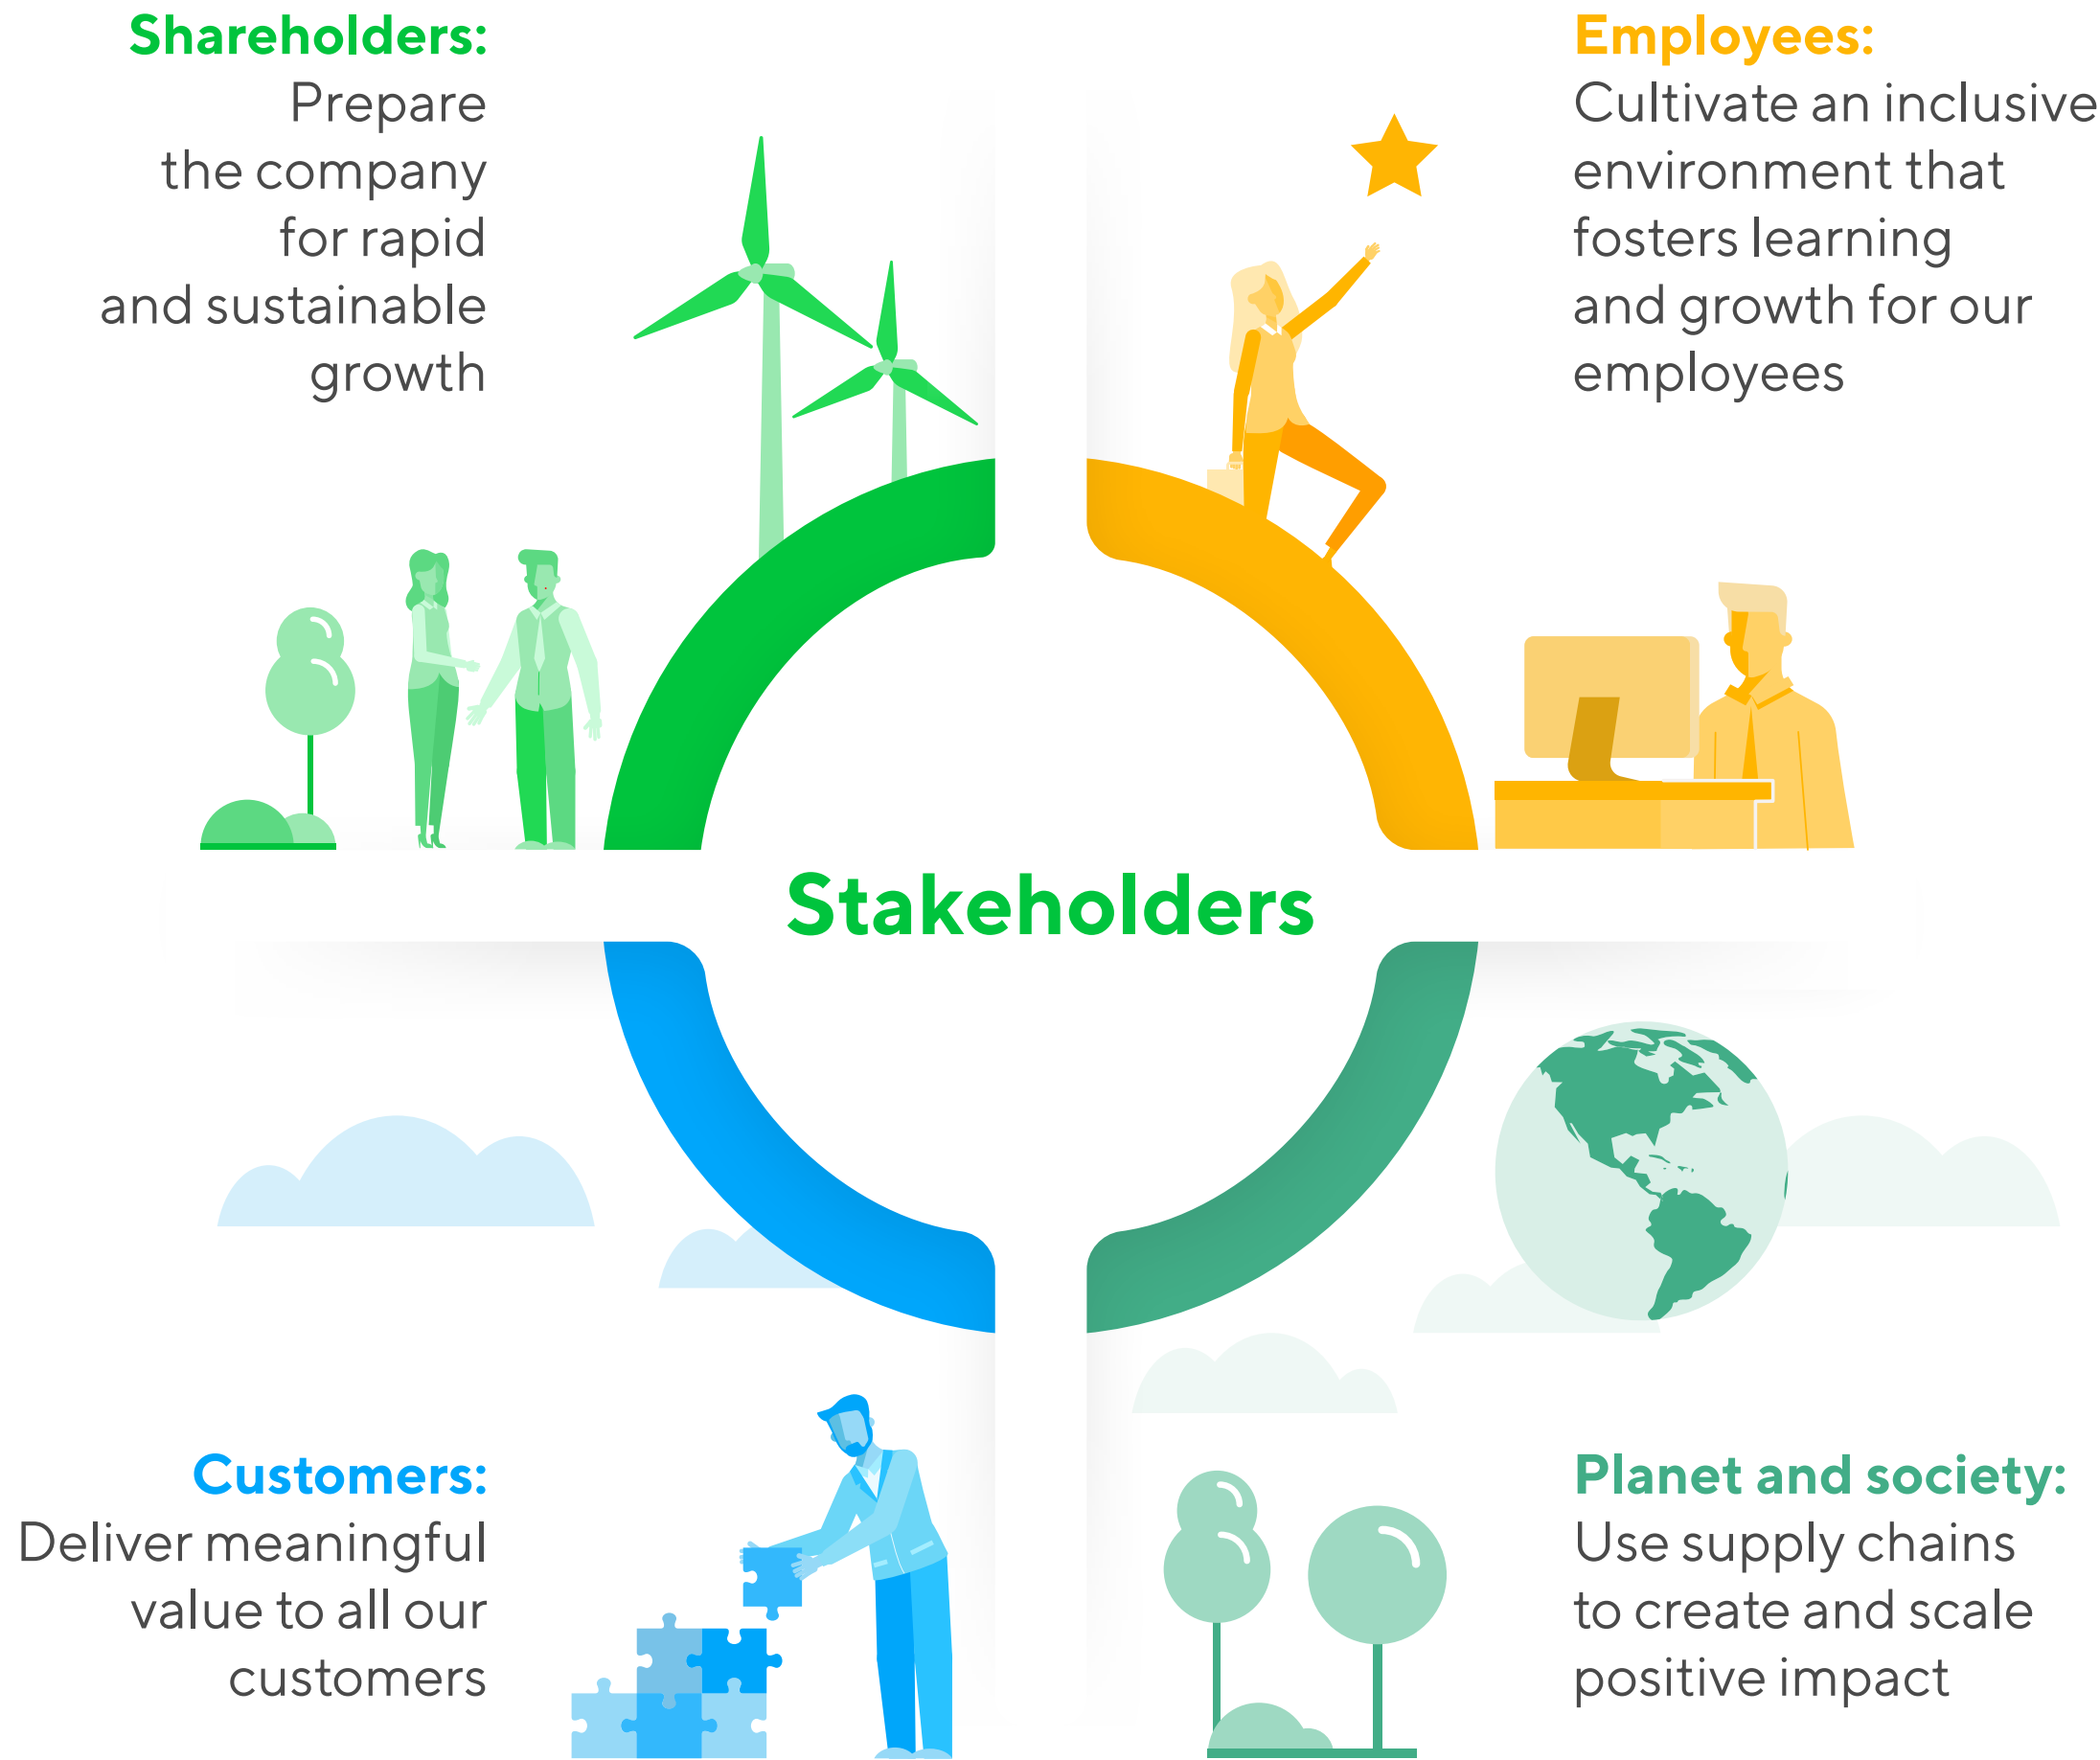 Shareholders:
Prepare
the company
for rapid
and sustainable
growth
Employees:
Cultivate an inclusive
environment that
fosters learning
and growth for our
employees
Stakeholders
Customers:
Deliver meaningful
value to all our
customers
Planet and society:
Use supply chains
to create and scale
positive impact